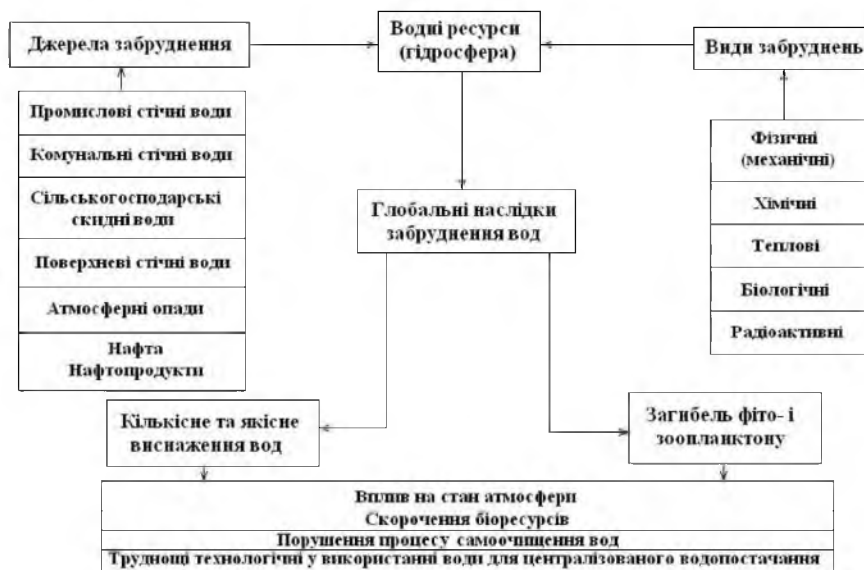 Джерела забруднення
Водні ресурси
(гідросфера)
Види забруднень
Промислові стічні води
Комунальні стічні води
Сільськогосподарські
скидні води
Поверхневі стічні води
Атмосферні опади
Нафта
Нафтопродукти
Фізичні
(механічні)
Хімічні
Теплові
Біологічні
Радіоактивні
Глобальні наслідки
забруднення вод
Кількісне та якісне
виснаження вод
Загибель фіто- і
зоопланктону
Вплив на стан атмосфери
Скорочення біоресурсів
Порушення процесу самоочищення вод
Труднощі технологічні у використанні води для централізованого водопостачання